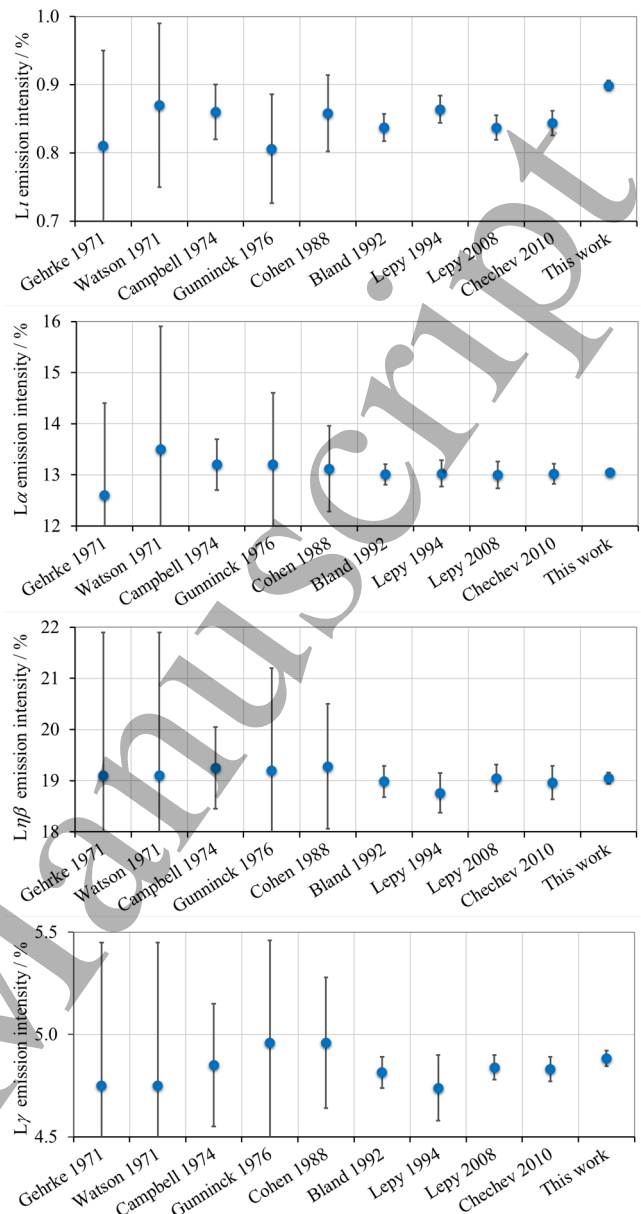 1.0
0.9
0.8
0.7
Lι emission intensity / %
Gehrke 1971
Watson 1971
Campbell 1974
Gunninck 1976
Cohen 1988
Bland 1992
Lepy 1994
Lepy 2008
Chechev 2010
This work
16
15
14
13
12
Lα emission intensity / %
Gehrke 1971
Watson 1971
Campbell 1974
Gunninck 1976
Cohen 1988
Bland 1992
Lepy 1994
Lepy 2008
Chechev 2010
This work
22
21
20
19
18
Lηβ emission intensity / %
Gehrke 1971
Watson 1971
Campbell 1974
Gunninck 1976
Cohen 1988
Bland 1992
Lepy 1994
Lepy 2008
Chechev 2010
This work
5.5
5.0
4.5
Lγ emission intensity / %
Gehrke 1971
Watson 1971
Campbell 1974
Gunninck 1976
Cohen 1988
Bland 1992
Lepy 1994
Lepy 2008
Chechev 2010
This work
Manuscript